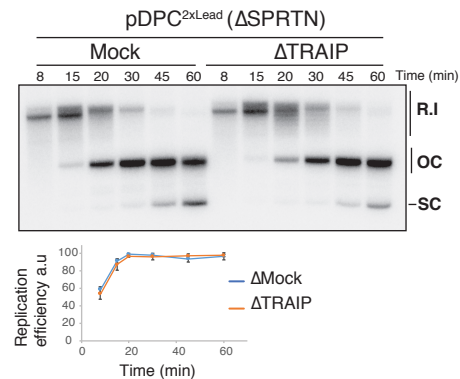 pDPC2xLead (ΔSPRTN)
Mock ΔTRAIP
8 15 20 30 45 60 8 15 20 30 45 60 Time (min)
R.I
OC
SC
Replication
efficiency a.u
100
80
60
40
20
0
0 20 40 60
Time (min)
ΔMock
ΔTRAIP